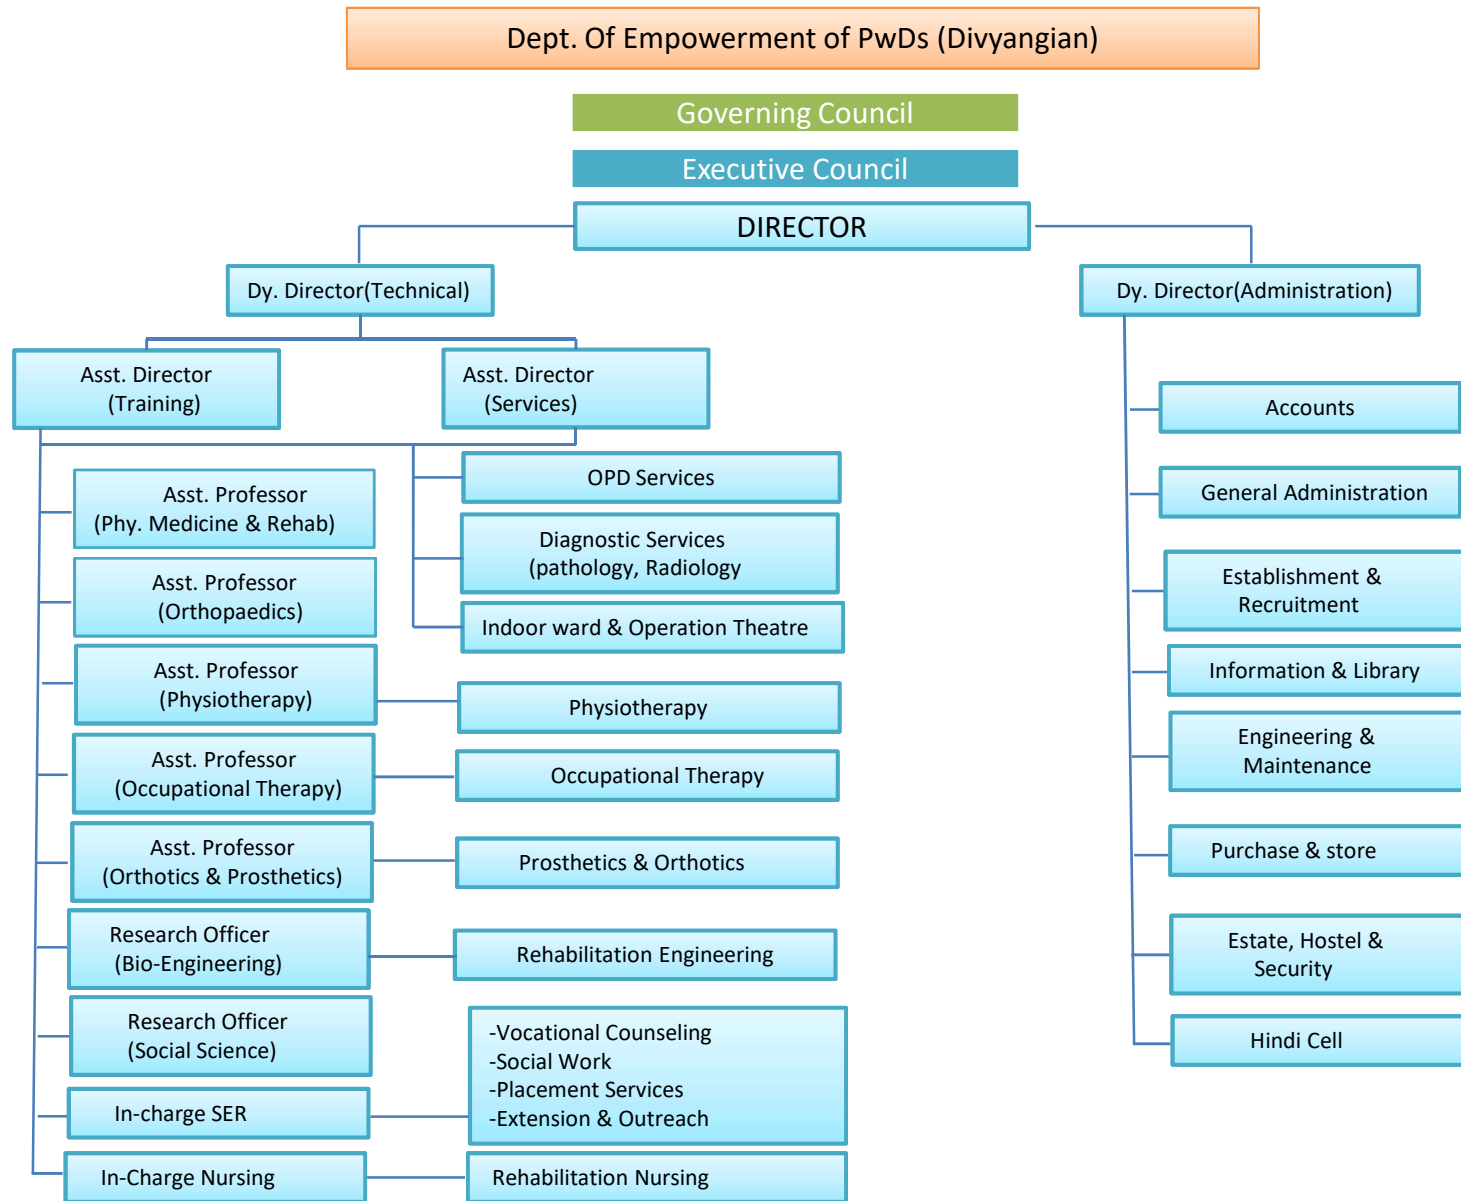 Dept. Of Empowerment of PwDs (Divyangian)
Governing Council
Executive Council
DIRECTOR
Dy. Director(Technical)
Dy. Director(Administration)
Asst. Director
(Training)
Asst. Director
(Services)
Asst. Professor
(Phy. Medicine & Rehab)
Asst. Professor
(Orthopaedics)
Asst. Professor
(Physiotherapy)
Asst. Professor
(Occupational Therapy)
Asst. Professor
(Orthotics & Prosthetics)
Research Officer
(Bio-Engineering)
Research Officer
(Social Science)
In-charge SER
In-Charge Nursing
OPD Services
Diagnostic Services
(pathology, Radiology
Indoor ward & Operation Theatre
Physiotherapy
Occupational Therapy
Prosthetics & Orthotics
Rehabilitation Engineering
-Vocational Counseling
-Social Work
-Placement Services
-Extension & Outreach
Rehabilitation Nursing
Accounts
General Administration
Establishment &
Recruitment
Information & Library
Engineering &
Maintenance
Purchase & store
Estate, Hostel &
Security
Hindi Cell